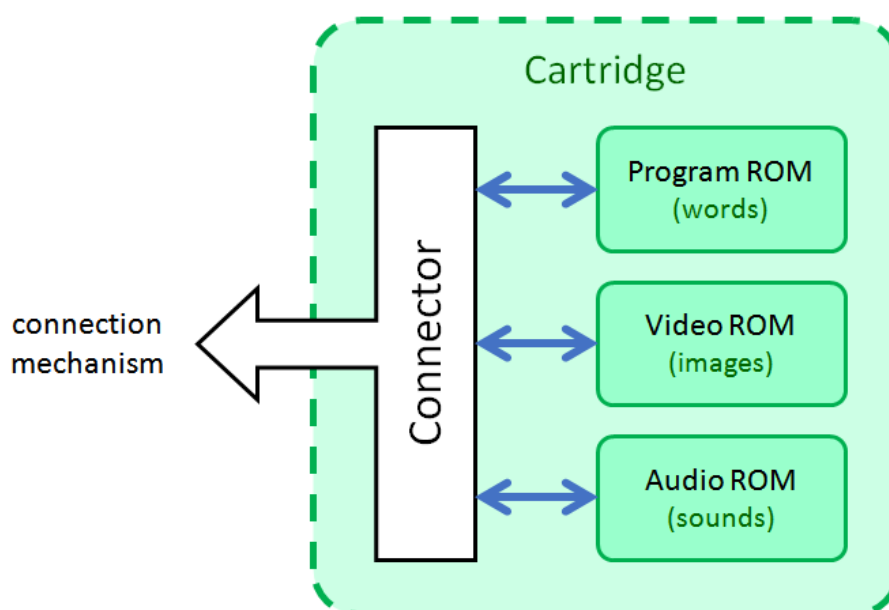 Cartridge
Program ROM
(words)
Connector
connection
mechanism
Video ROM
(images)
Audio ROM
(sounds)